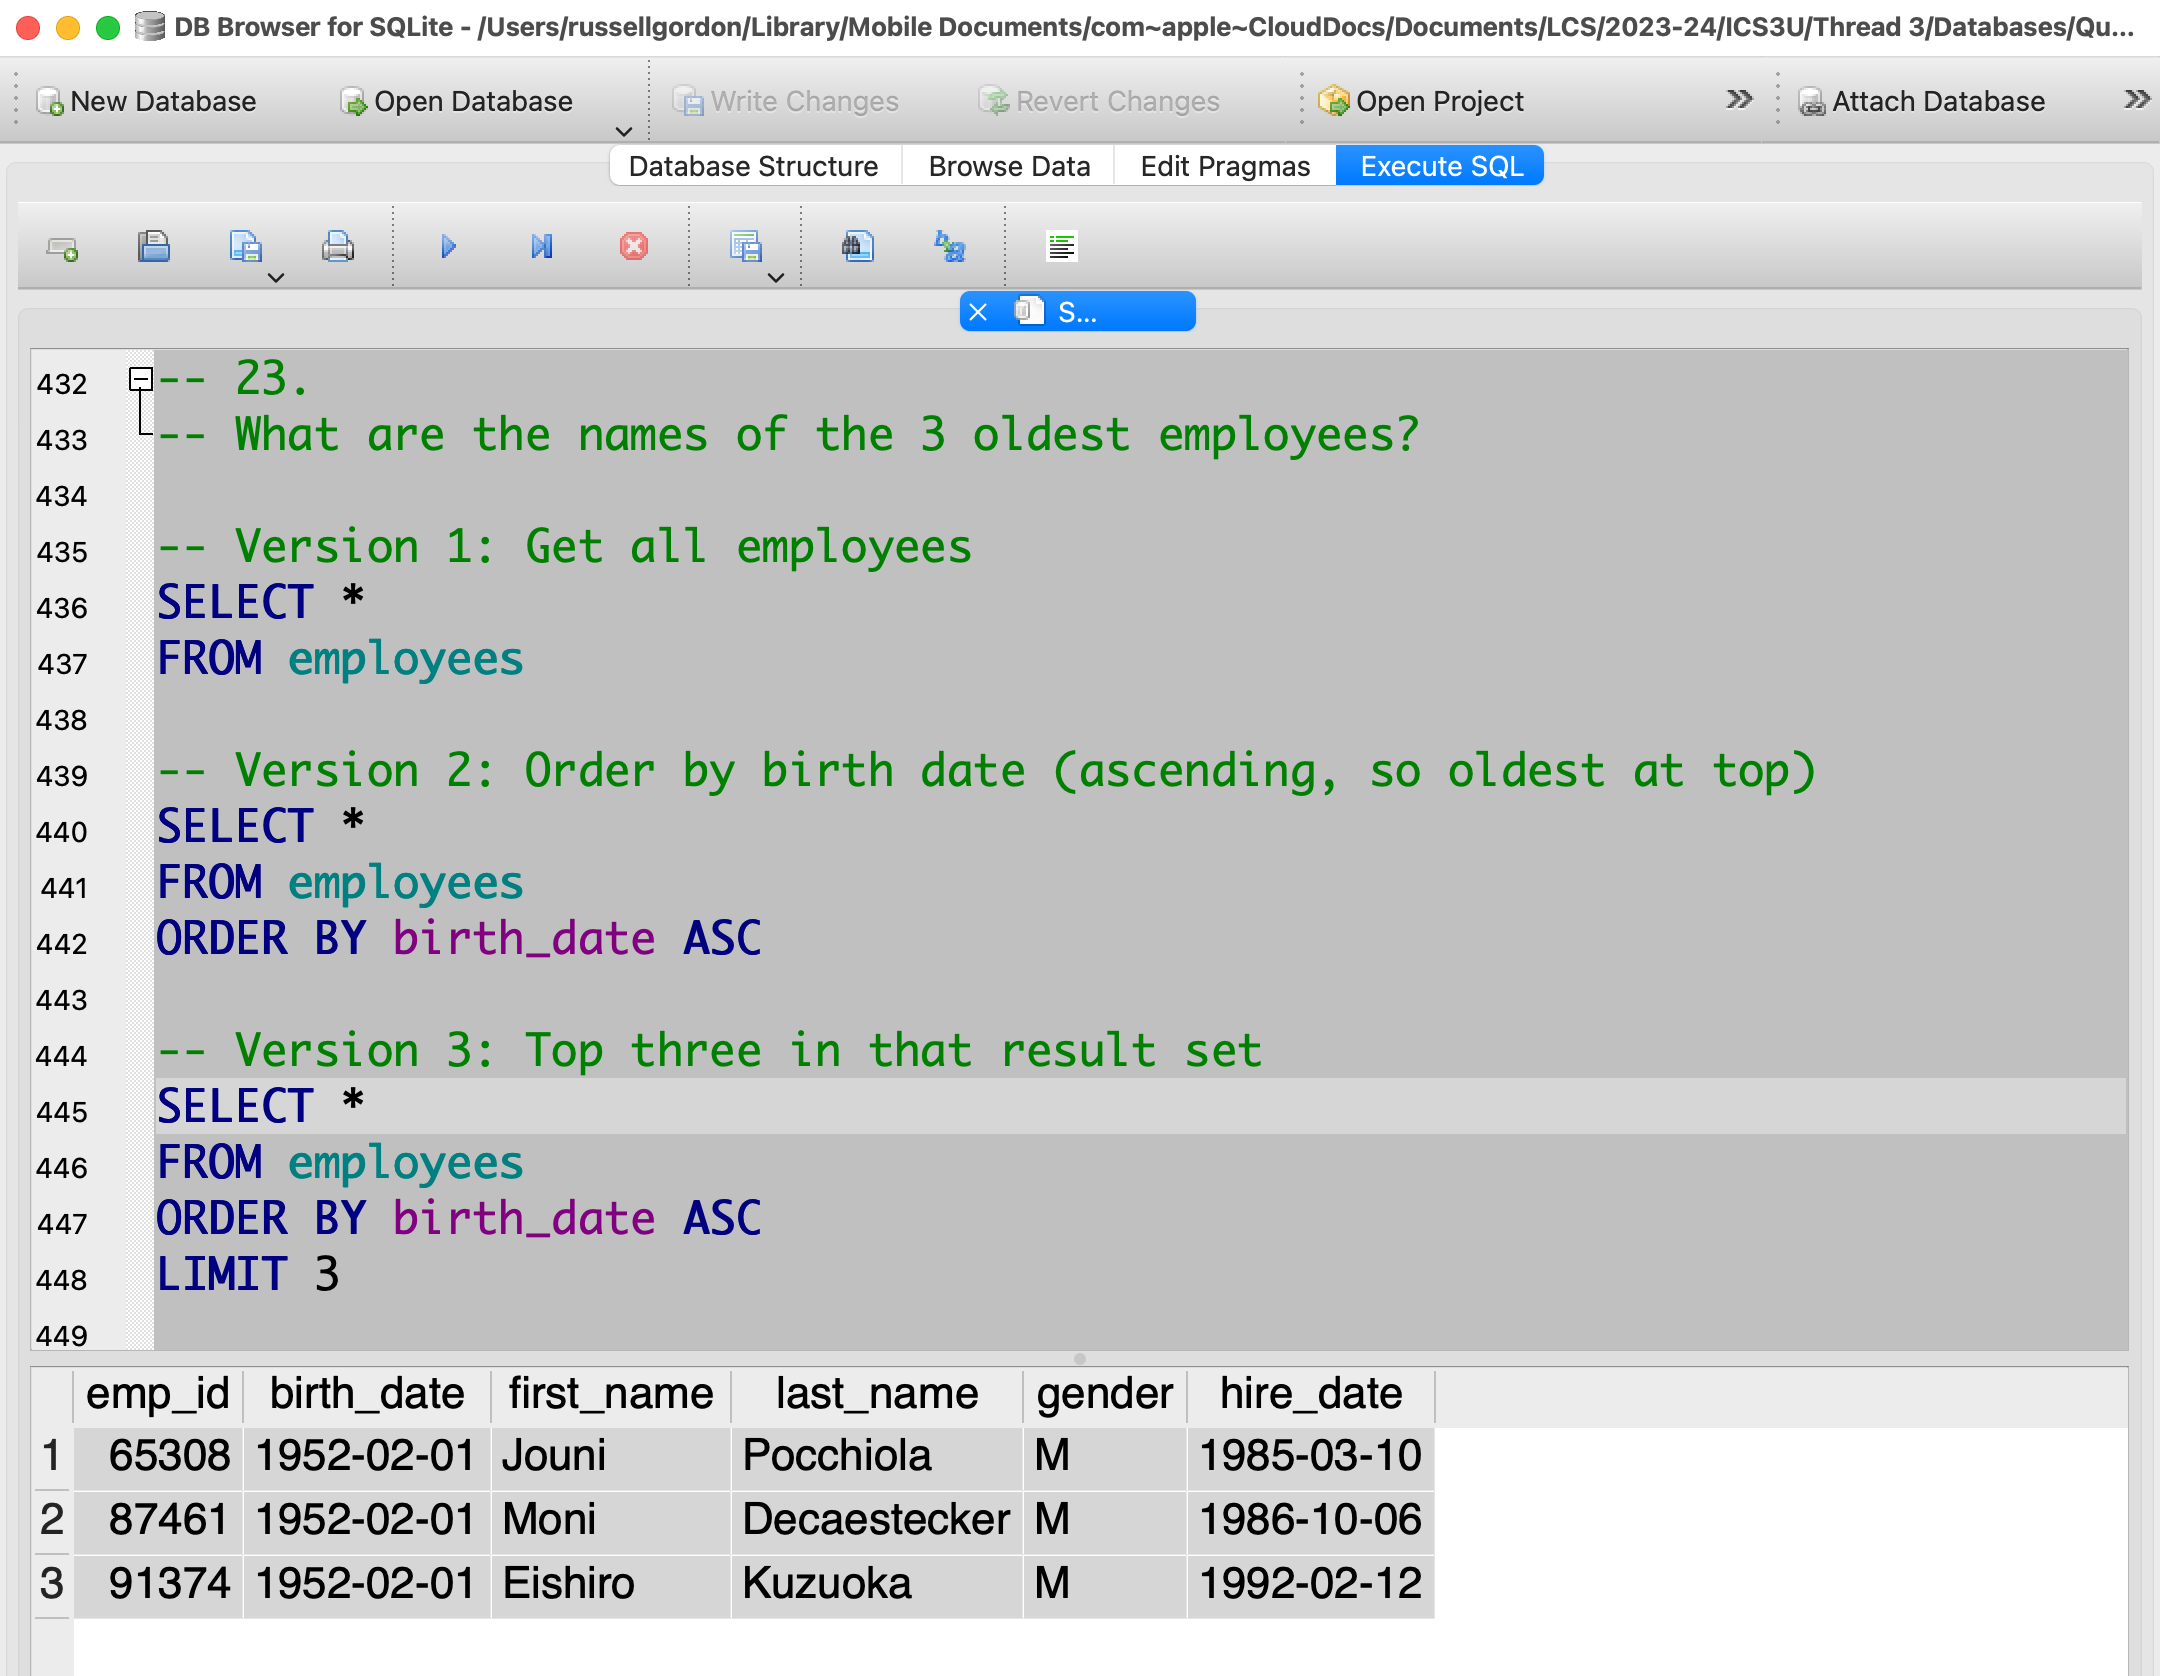 DB Browser for SQLite - /Users/russellgordon/Library/Mobile Documents/com~apple~CloudDocs/Documents/LCS/2023-24/ICS3U/Thread 3/Databases/Qu...
New Database Open Database Write Changes Revert Changes Open Project Attach Database
Database Structure Browse Data Edit Pragmas Execute SQL
S...
432 -- 23.
433 -- What are the names of the 3 oldest employees?
434
435 -- Version 1: Get all employees
436 SELECT *
437 FROM employees
438
439 -- Version 2: Order by birth date (ascending, so oldest at top)
440 SELECT *
441 FROM employees
442 ORDER BY birth_date ASC
443
444 -- Version 3: Top three in that result set
445 SELECT *
446 FROM employees
447 ORDER BY birth_date ASC
448 LIMIT 3
449
emp_id birth_date first_name last_name gender hire_date
1 65308 1952-02-01 Jouni Pocchiola M 1985-03-10
2 87461 1952-02-01 Moni Decaestecker M 1986-10-06
3 91374 1952-02-01 Eishiro Kuzuoka M 1992-02-12